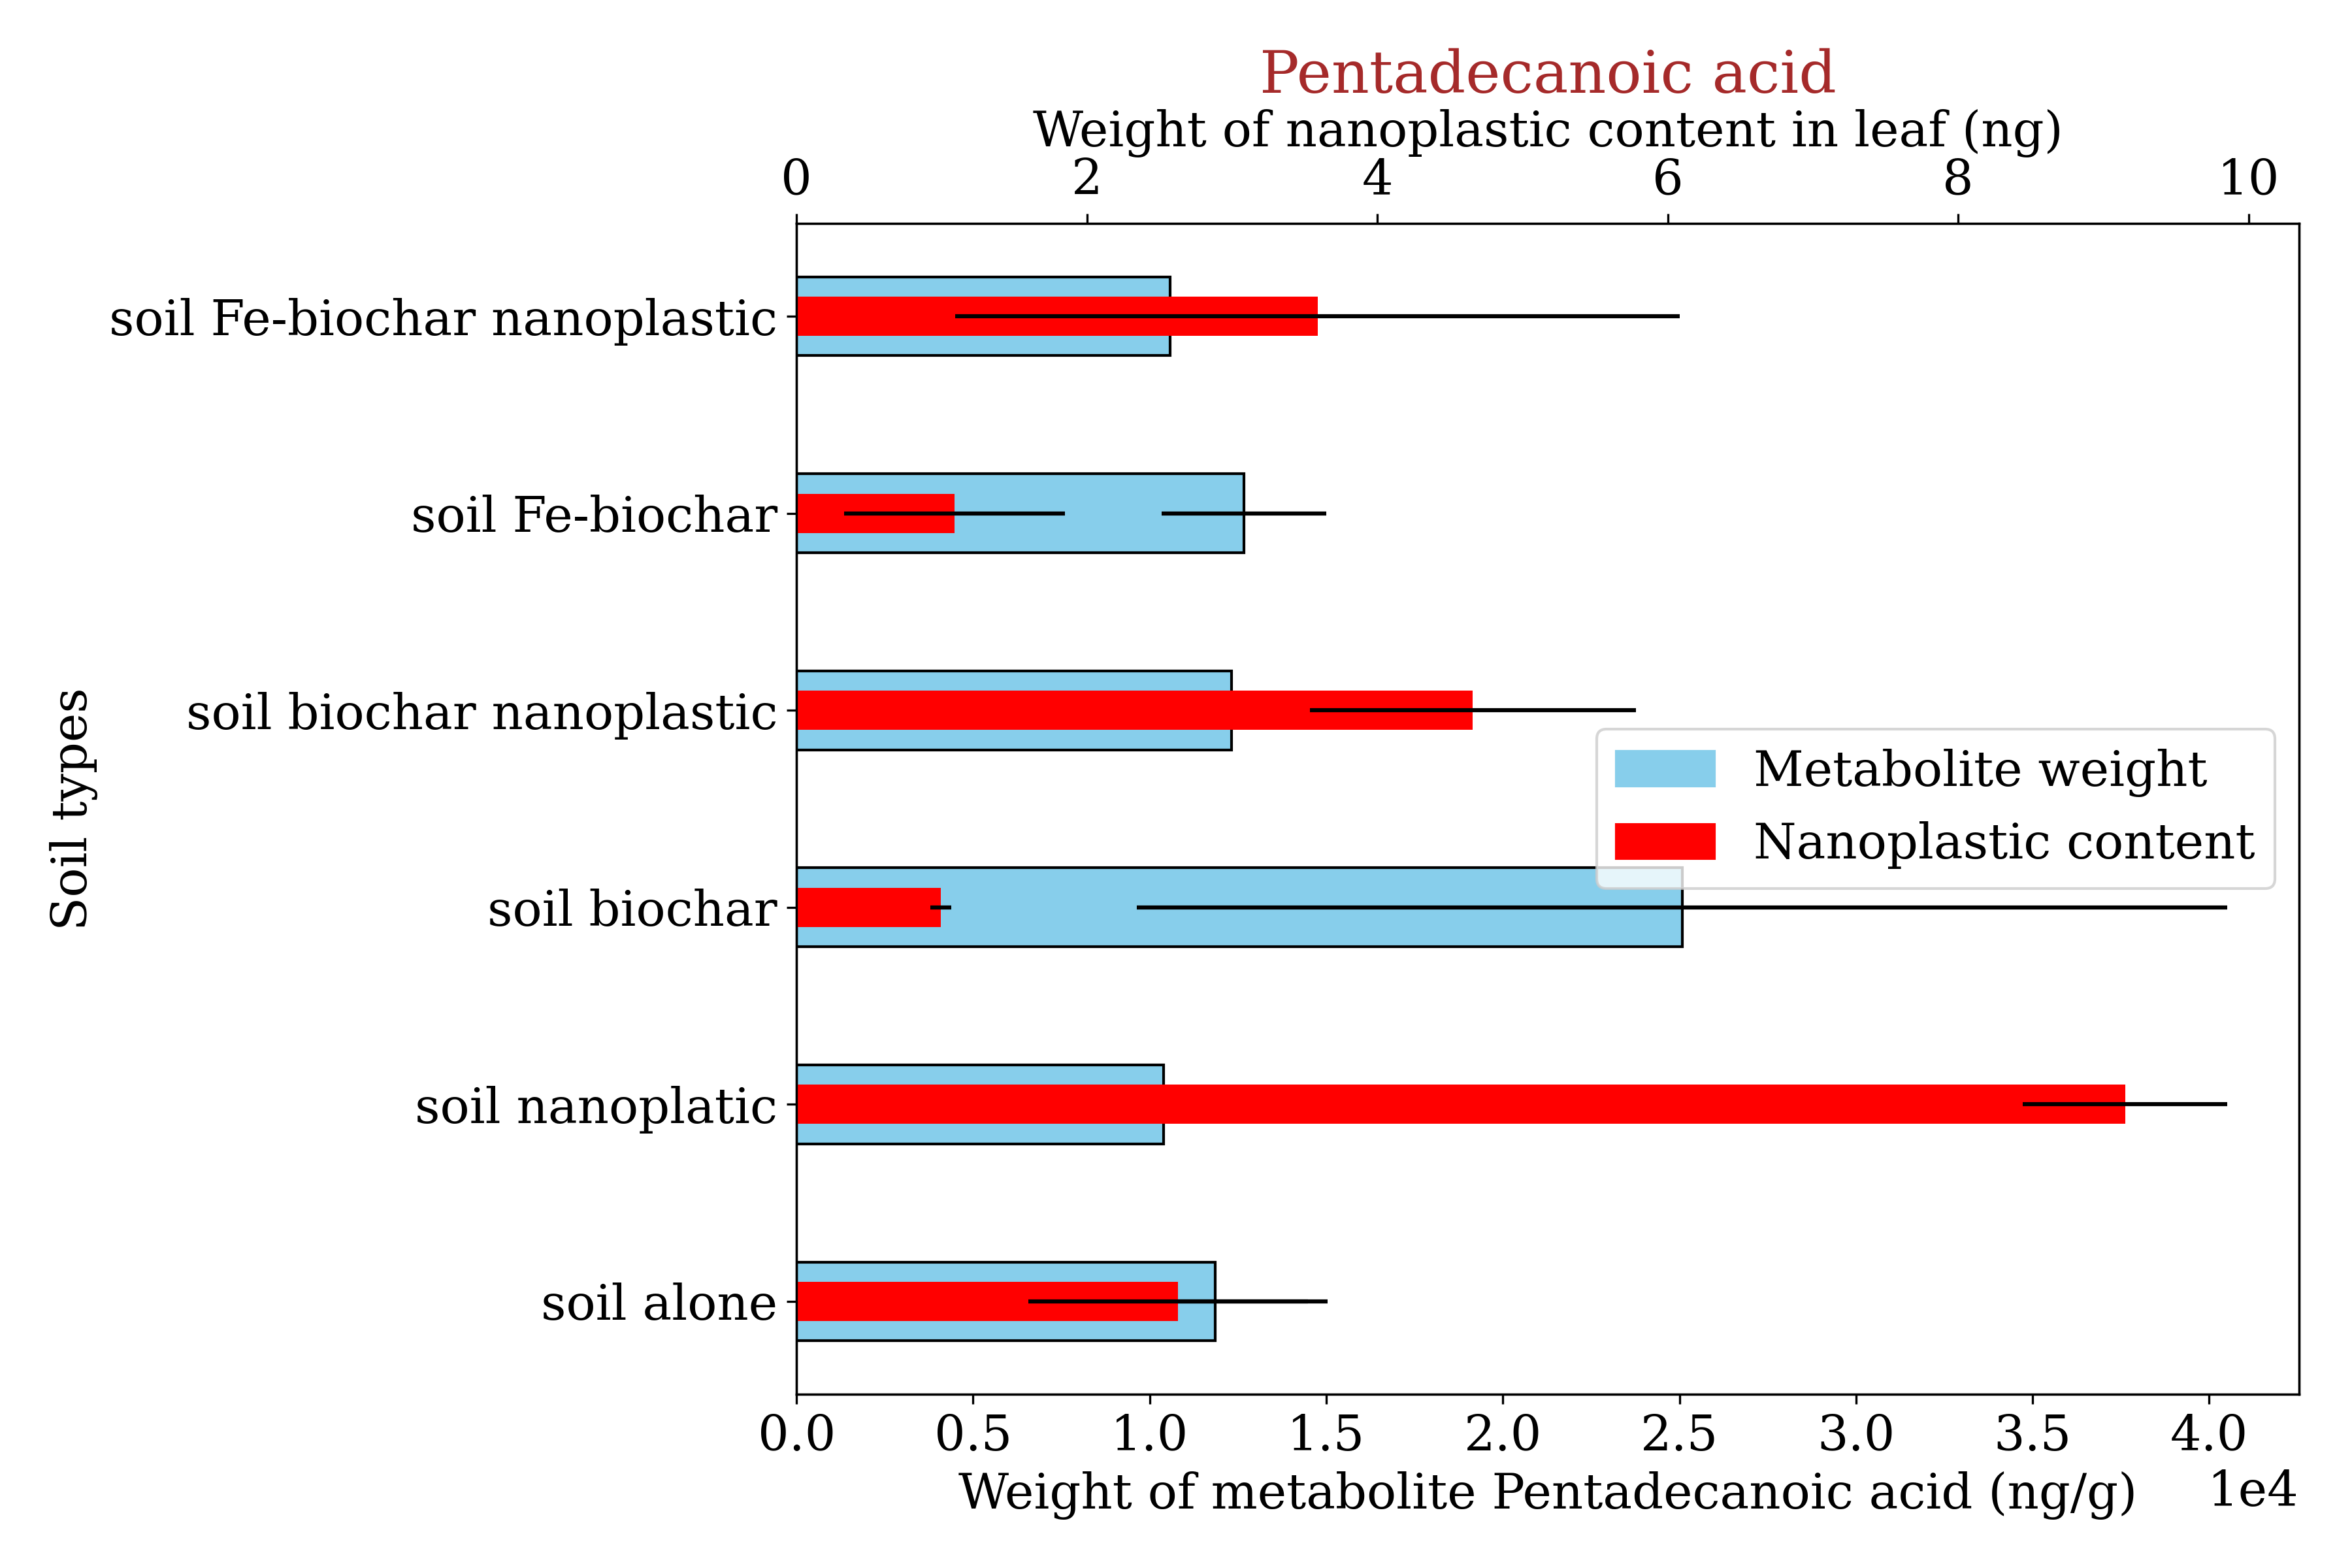 Pentadecanoic acid
Weight of nanoplastic content in leaf (ng)
0 2 4 6 8 10
soil Fe-biochar nanoplastic
soil Fe-biochar
soil biochar nanoplastic
soil biochar
soil nanoplatic
soil alone
Soil types
Metabolite weight
Nanoplastic content
0.0 0.5 1.0 1.5 2.0 2.5 3.0 3.5 4.0
Weight of metabolite Pentadecanoic acid (ng/g)
1e4